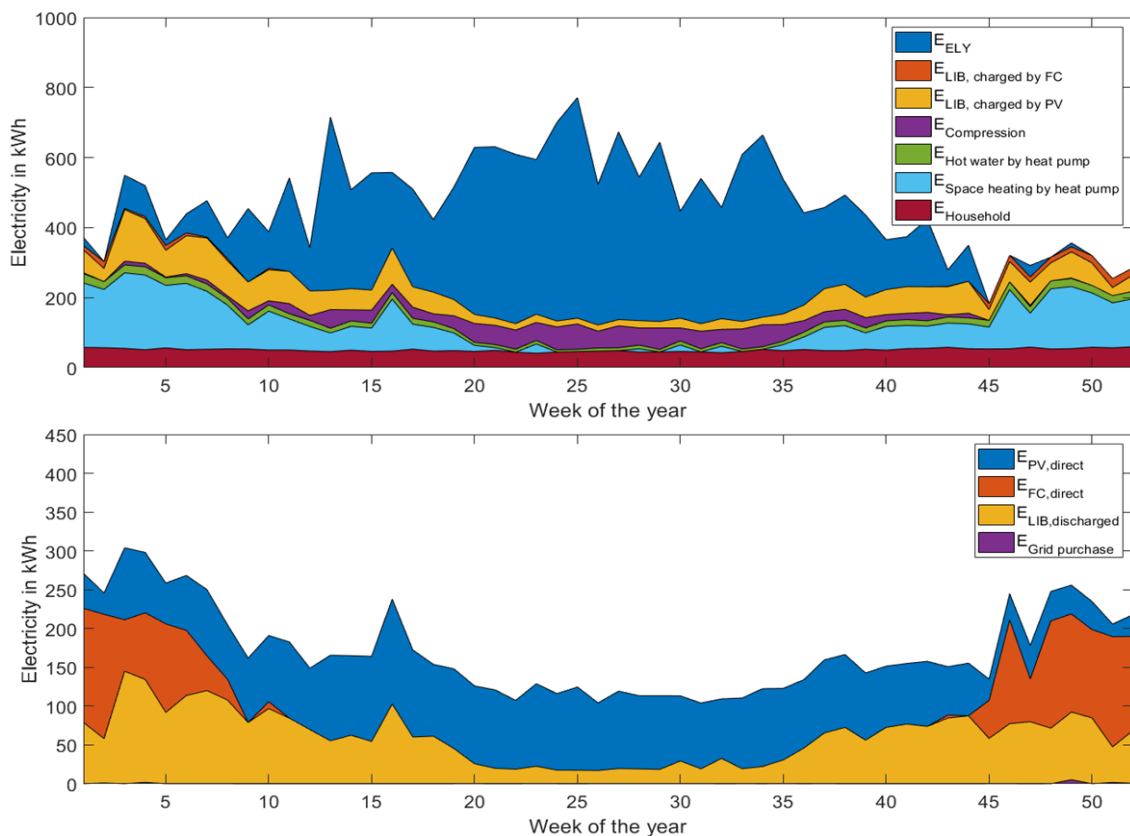 1000
800
600
400
200
0
Electricity in kWh
5 10 15 20 25 30 35 40 45 50
Week of the year
E_ELY
E_LIB, charged by FC
E_LIB, charged by PV
E_Compression
E_Hot water by heat pump
E_Space heating by heat pump
E_Household
450
400
350
300
250
200
150
100
50
0
Electricity in kWh
5 10 15 20 25 30 35 40 45 50
Week of the year
E_PV,direct
E_FC,direct
E_LIB,discharged
E_Grid purchase